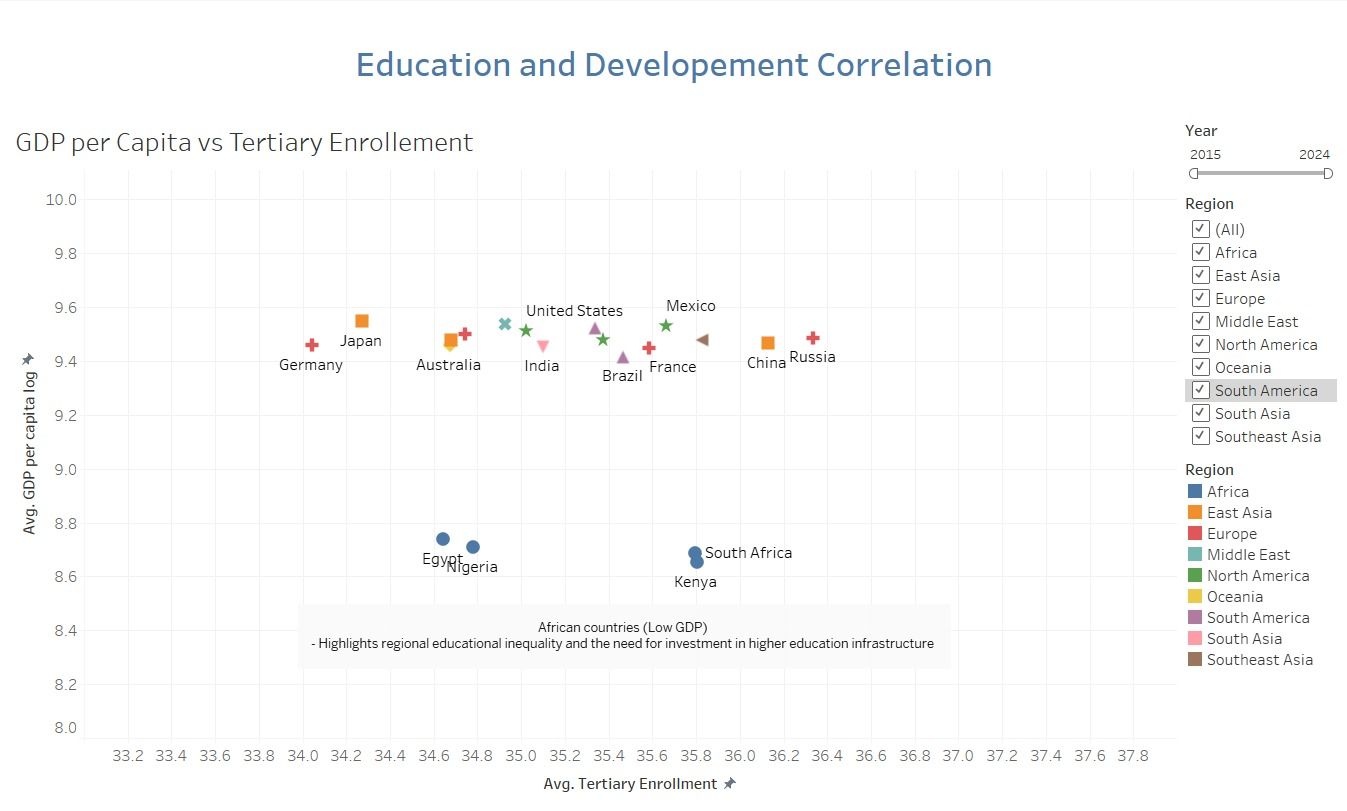 Education and Developement Correlation
GDP per Capita vs Tertiary Enrollement
Year
2015 2024
Region
(All)
Africa
East Asia
Europe
Middle East
North America
Oceania
South America
South Asia
Southeast Asia
Region
Africa
East Asia
Europe
Middle East
North America
Oceania
South America
South Asia
Southeast Asia
Avg. GDP per capita log
10.0
9.8
9.6
9.4
9.2
9.0
8.8
8.6
8.4
8.2
8.0
Mexico
United States
Japan
Germany
Australia
India
Brazil
France
China
Russia
Egypt
Nigeria
South Africa
Kenya
African countries (Low GDP)
- Highlights regional educational inequality and the need for investment in higher education infrastructure
33.2 33.4 33.6 33.8 34.0 34.2 34.4 34.6 34.8 35.0 35.2 35.4 35.6 35.8 36.0 36.2 36.4 36.6 36.8 37.0 37.2 37.4 37.6 37.8
Avg. Tertiary Enrollment